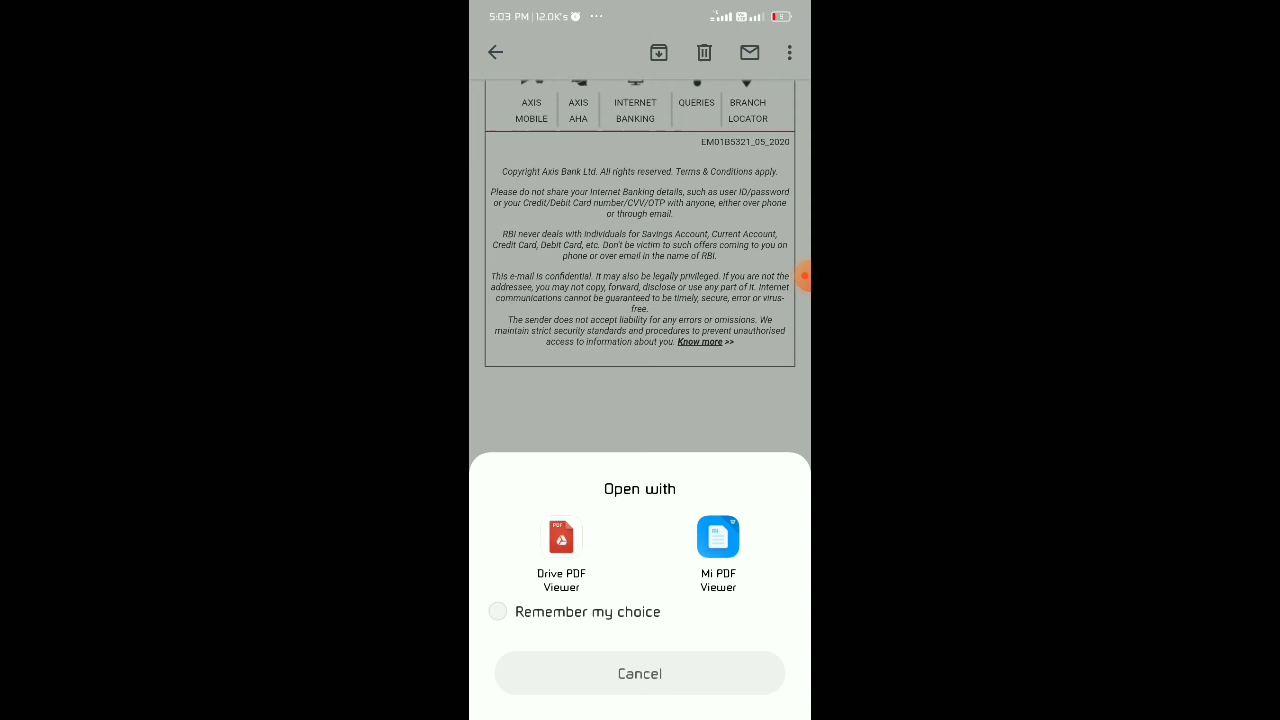 5:03 PM | 12.0K's ...
AXIS MOBILE
AXIS AHA
INTERNET BANKING
QUERIES
BRANCH LOCATOR
EM01B5321_05_2020
Copyright Axis Bank Ltd. All rights reserved. Terms & Conditions apply.
Please do not share your Internet Banking details, such as user ID/password
or your Credit/Debit Card number/CVV/OTP with anyone, either over phone
or through email.
RBI never deals with Individuals for Savings Account, Current Account,
Credit Card, Debit Card, etc. Don't be victim to such offers coming to you on
phone or over email in the name of RBI.
This e-mail is confidential. It may also be legally privileged. If you are not the
addressee, you may not copy, forward, disclose or use any part of it. Internet
communications cannot be guaranteed to be timely, secure, error or virus-
free.
The sender does not accept liability for any errors or omissions. We
maintain strict security standards and procedures to prevent unauthorised
access to information about you. Know more >>
Open with
PDF
Drive PDF
Viewer
Mi PDF
Viewer
Remember my choice
Cancel